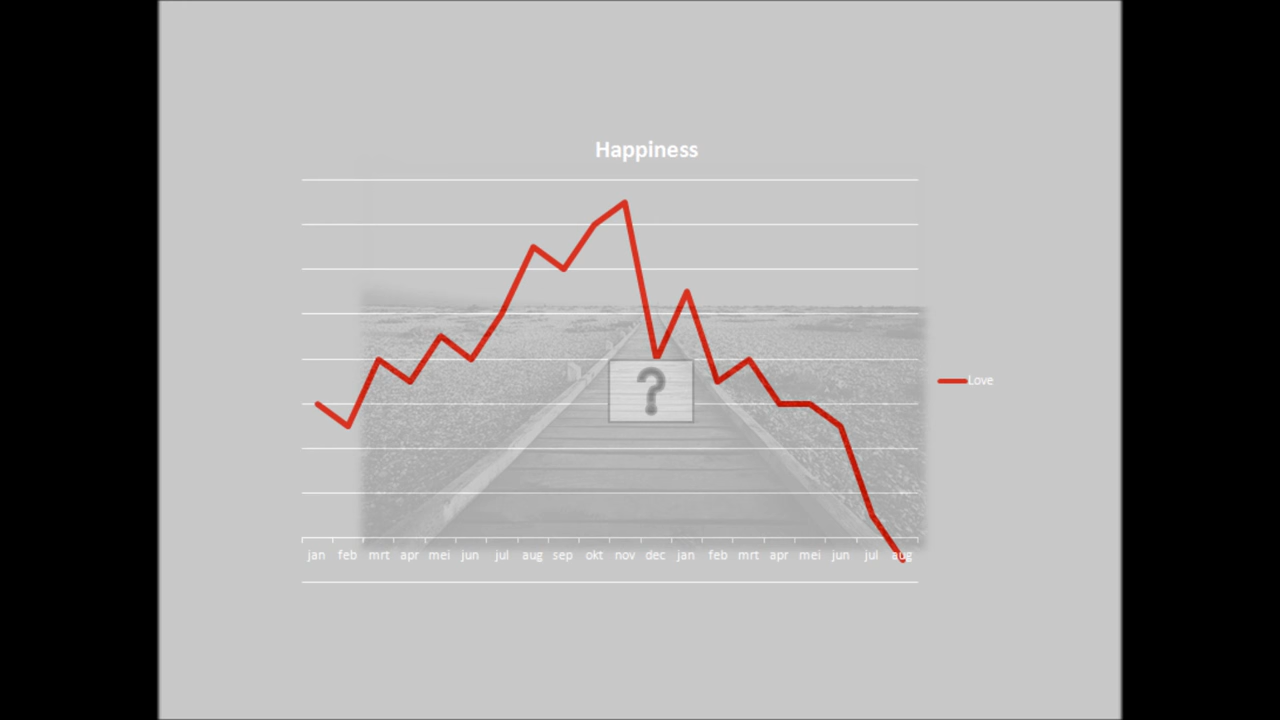 Happiness
Love
?
jan feb mrt apr mei jun jul aug sep okt nov dec jan feb mrt apr mei jun jul aug